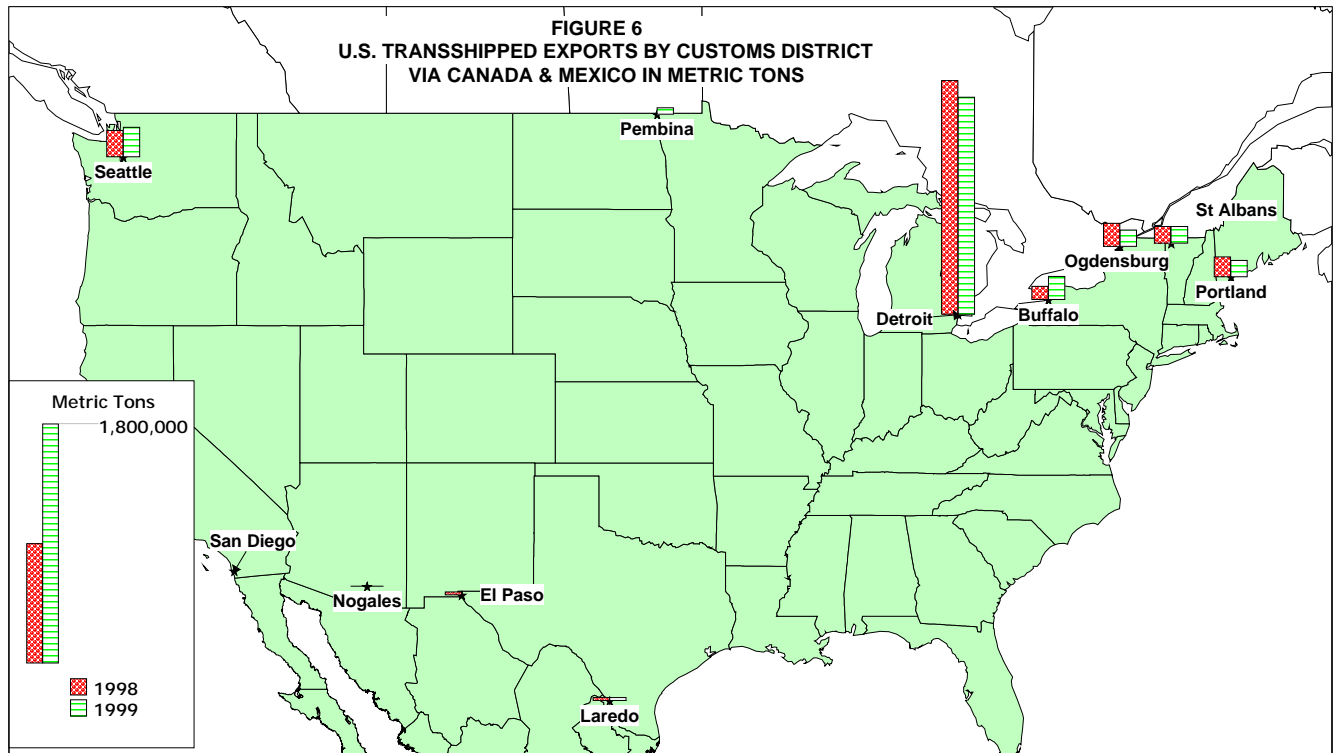 FIGURE 6
U.S. TRANSSHIPPED EXPORTS BY CUSTOMS DISTRICT
VIA CANADA & MEXICO IN METRIC TONS
Pembina
Seattle
St Albans
Ogdensburg
Portland
Buffalo
Detroit
Metric Tons
1,800,000
San Diego
Nogales
El Paso
Laredo
1998
1999